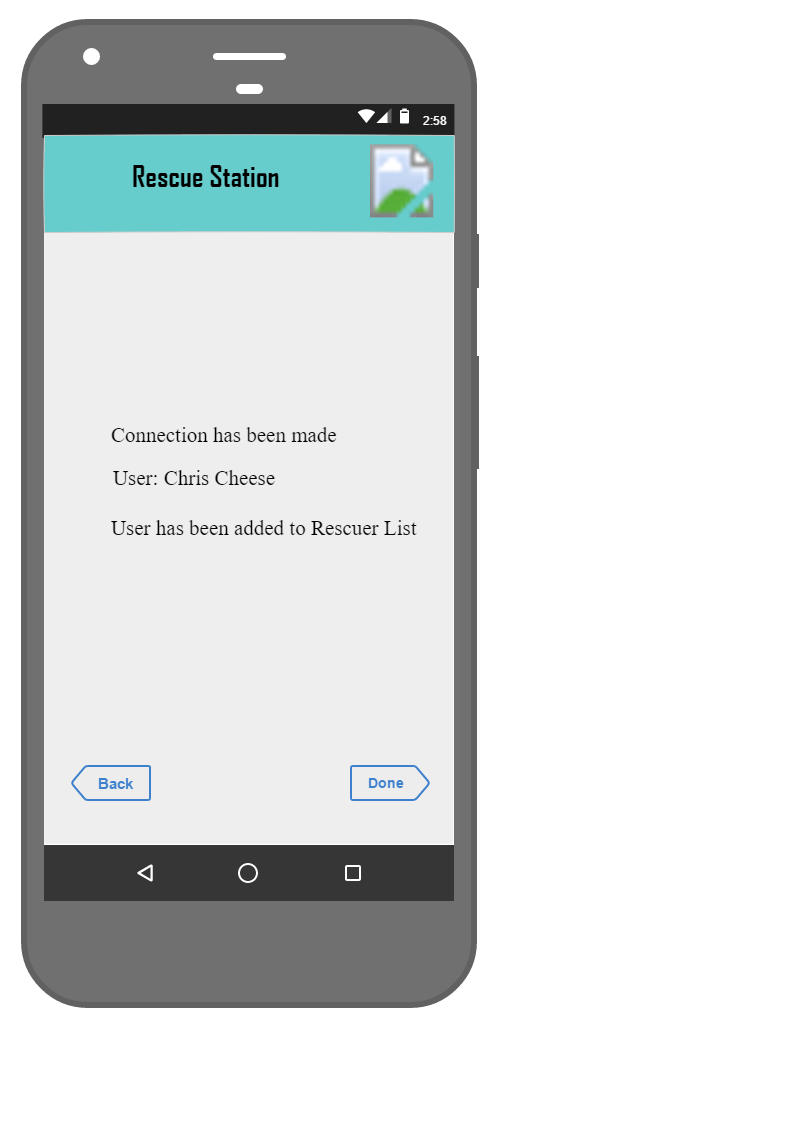 2:58
Rescue Station
Connection has been made
User: Chris Cheese
User has been added to Rescuer List
Back
Done